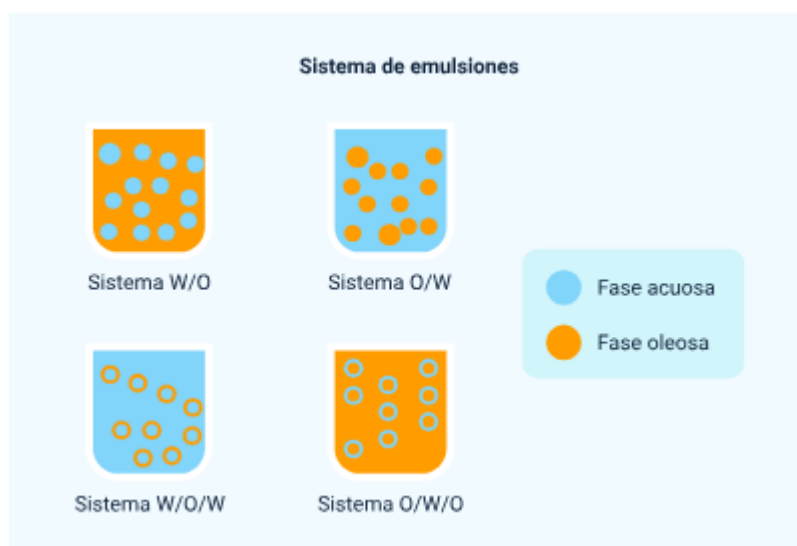 Sistema de emulsiones
Sistema W/O
Sistema O/W
Fase acuosa
Fase oleosa
Sistema W/O/W
Sistema O/W/O